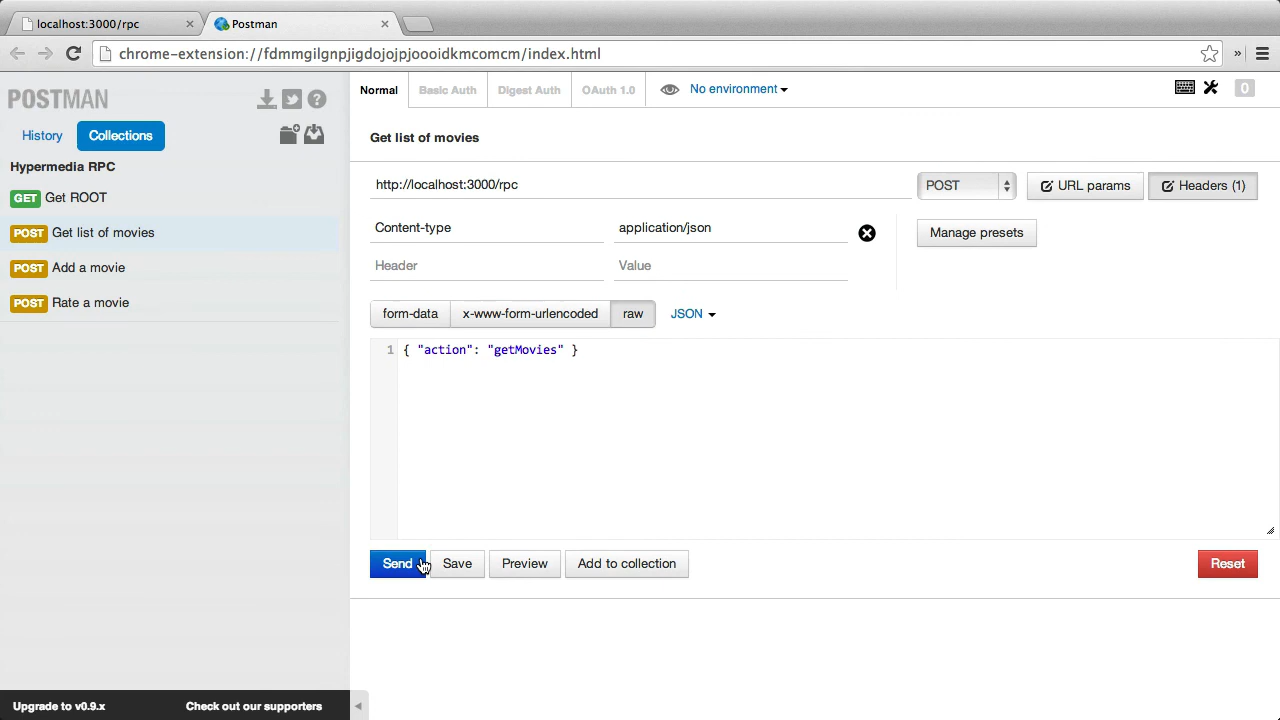 localhost:3000/rpc
Postman
chrome-extension://fdmmgilgnpjigdojojpjoooidkmcomcm/index.html
»
POSTMAN
?
Normal
Basic Auth
Digest Auth
OAuth 1.0
No environment
0
History
Collections
Get list of movies
Hypermedia RPC
GET Get ROOT
POST Get list of movies
POST Add a movie
POST Rate a movie
http://localhost:3000/rpc
POST
URL params
Headers (1)
Content-type
application/json
Manage presets
Header
Value
form-data
x-www-form-urlencoded
raw
JSON
1 { "action": "getMovies" }
Send
Save
Preview
Add to collection
Reset
Upgrade to v0.9.x
Check out our supporters